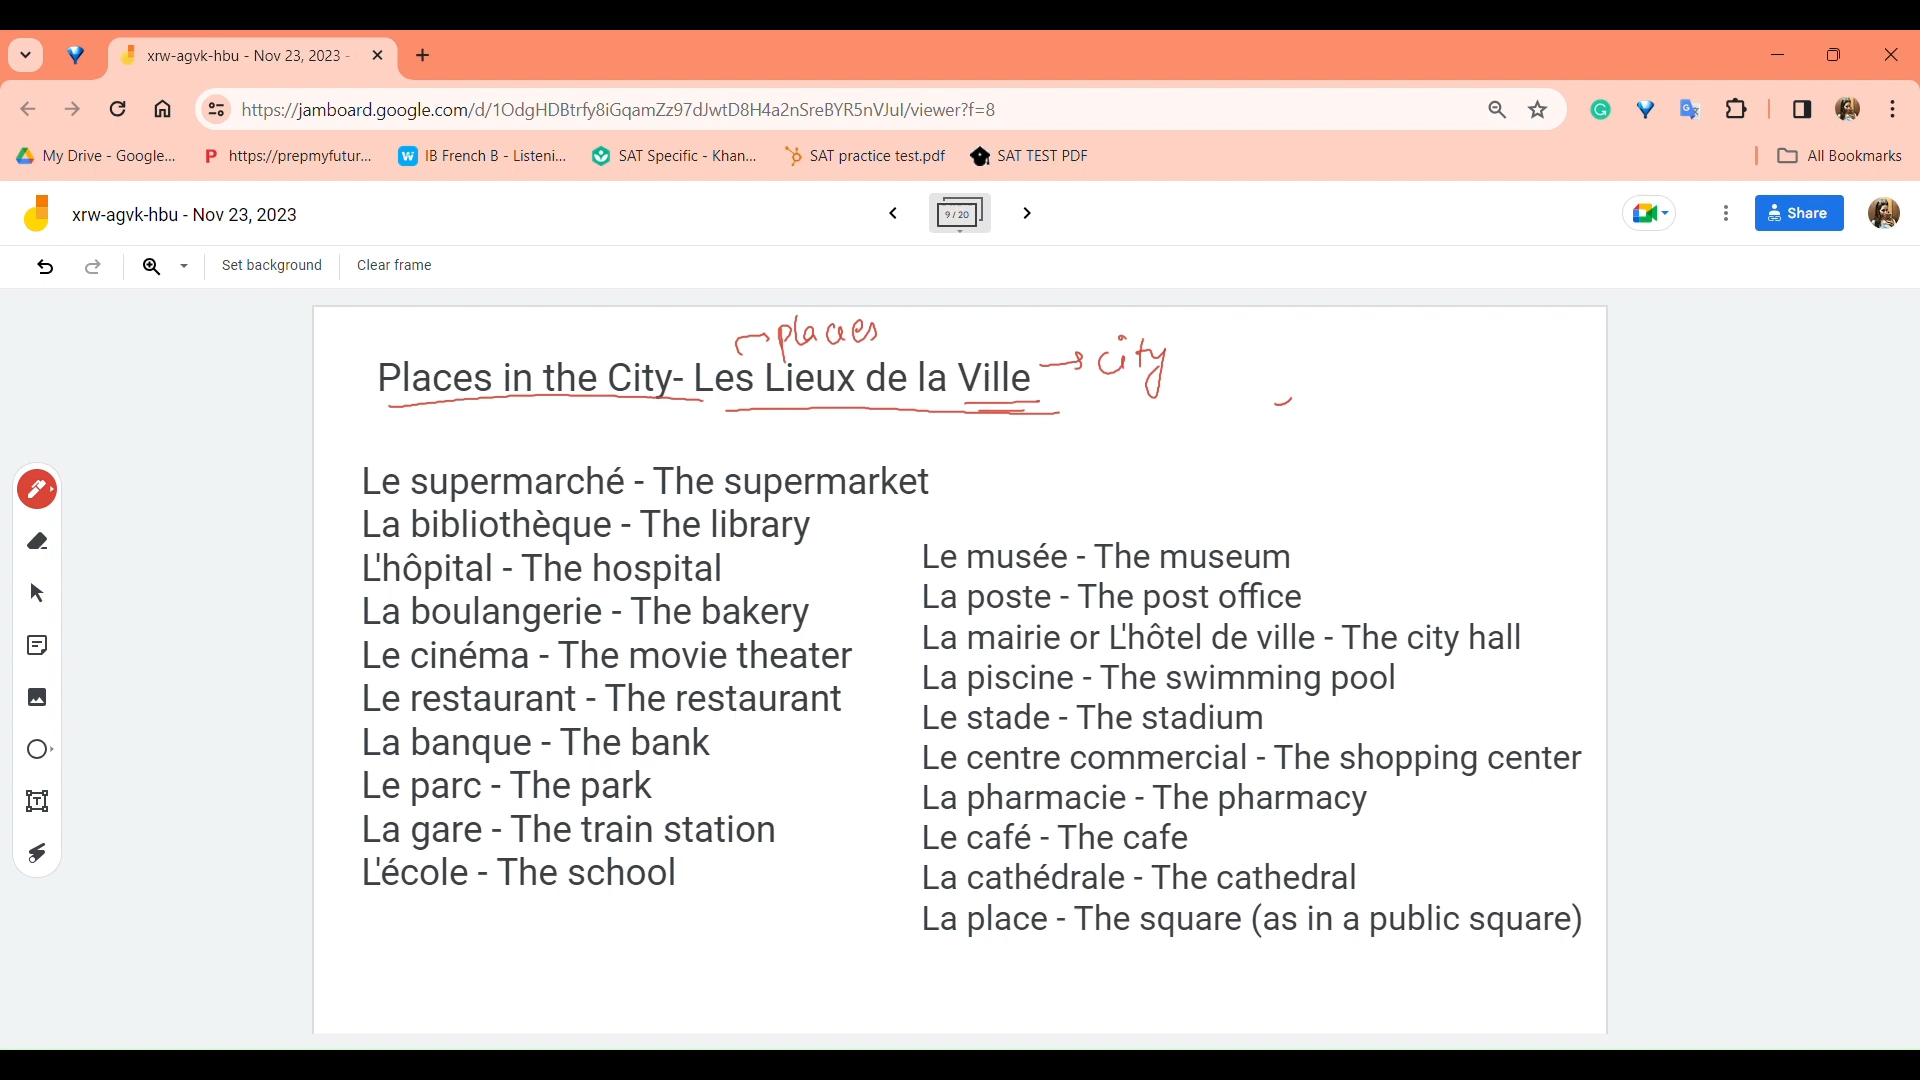 xrw-agvk-hbu - Nov 23, 2023 -
https://jamboard.google.com/d/1OdgHDBtrfy8iGqamZz97dJwtD8H4a2nSreBYR5nVJuI/viewer?f=8
My Drive - Google... https://prepmyfutur... IB French B - Listeni... SAT Specific - Khan... SAT practice test.pdf SAT TEST PDF All Bookmarks
xrw-agvk-hbu - Nov 23, 2023
9 / 20
Share
Set background Clear frame
places
city
Places in the City- Les Lieux de la Ville
Le supermarché - The supermarket
La bibliothèque - The library
L'hôpital - The hospital
La boulangerie - The bakery
Le cinéma - The movie theater
Le restaurant - The restaurant
La banque - The bank
Le parc - The park
La gare - The train station
L'école - The school
Le musée - The museum
La poste - The post office
La mairie or L'hôtel de ville - The city hall
La piscine - The swimming pool
Le stade - The stadium
Le centre commercial - The shopping center
La pharmacie - The pharmacy
Le café - The cafe
La cathédrale - The cathedral
La place - The square (as in a public square)